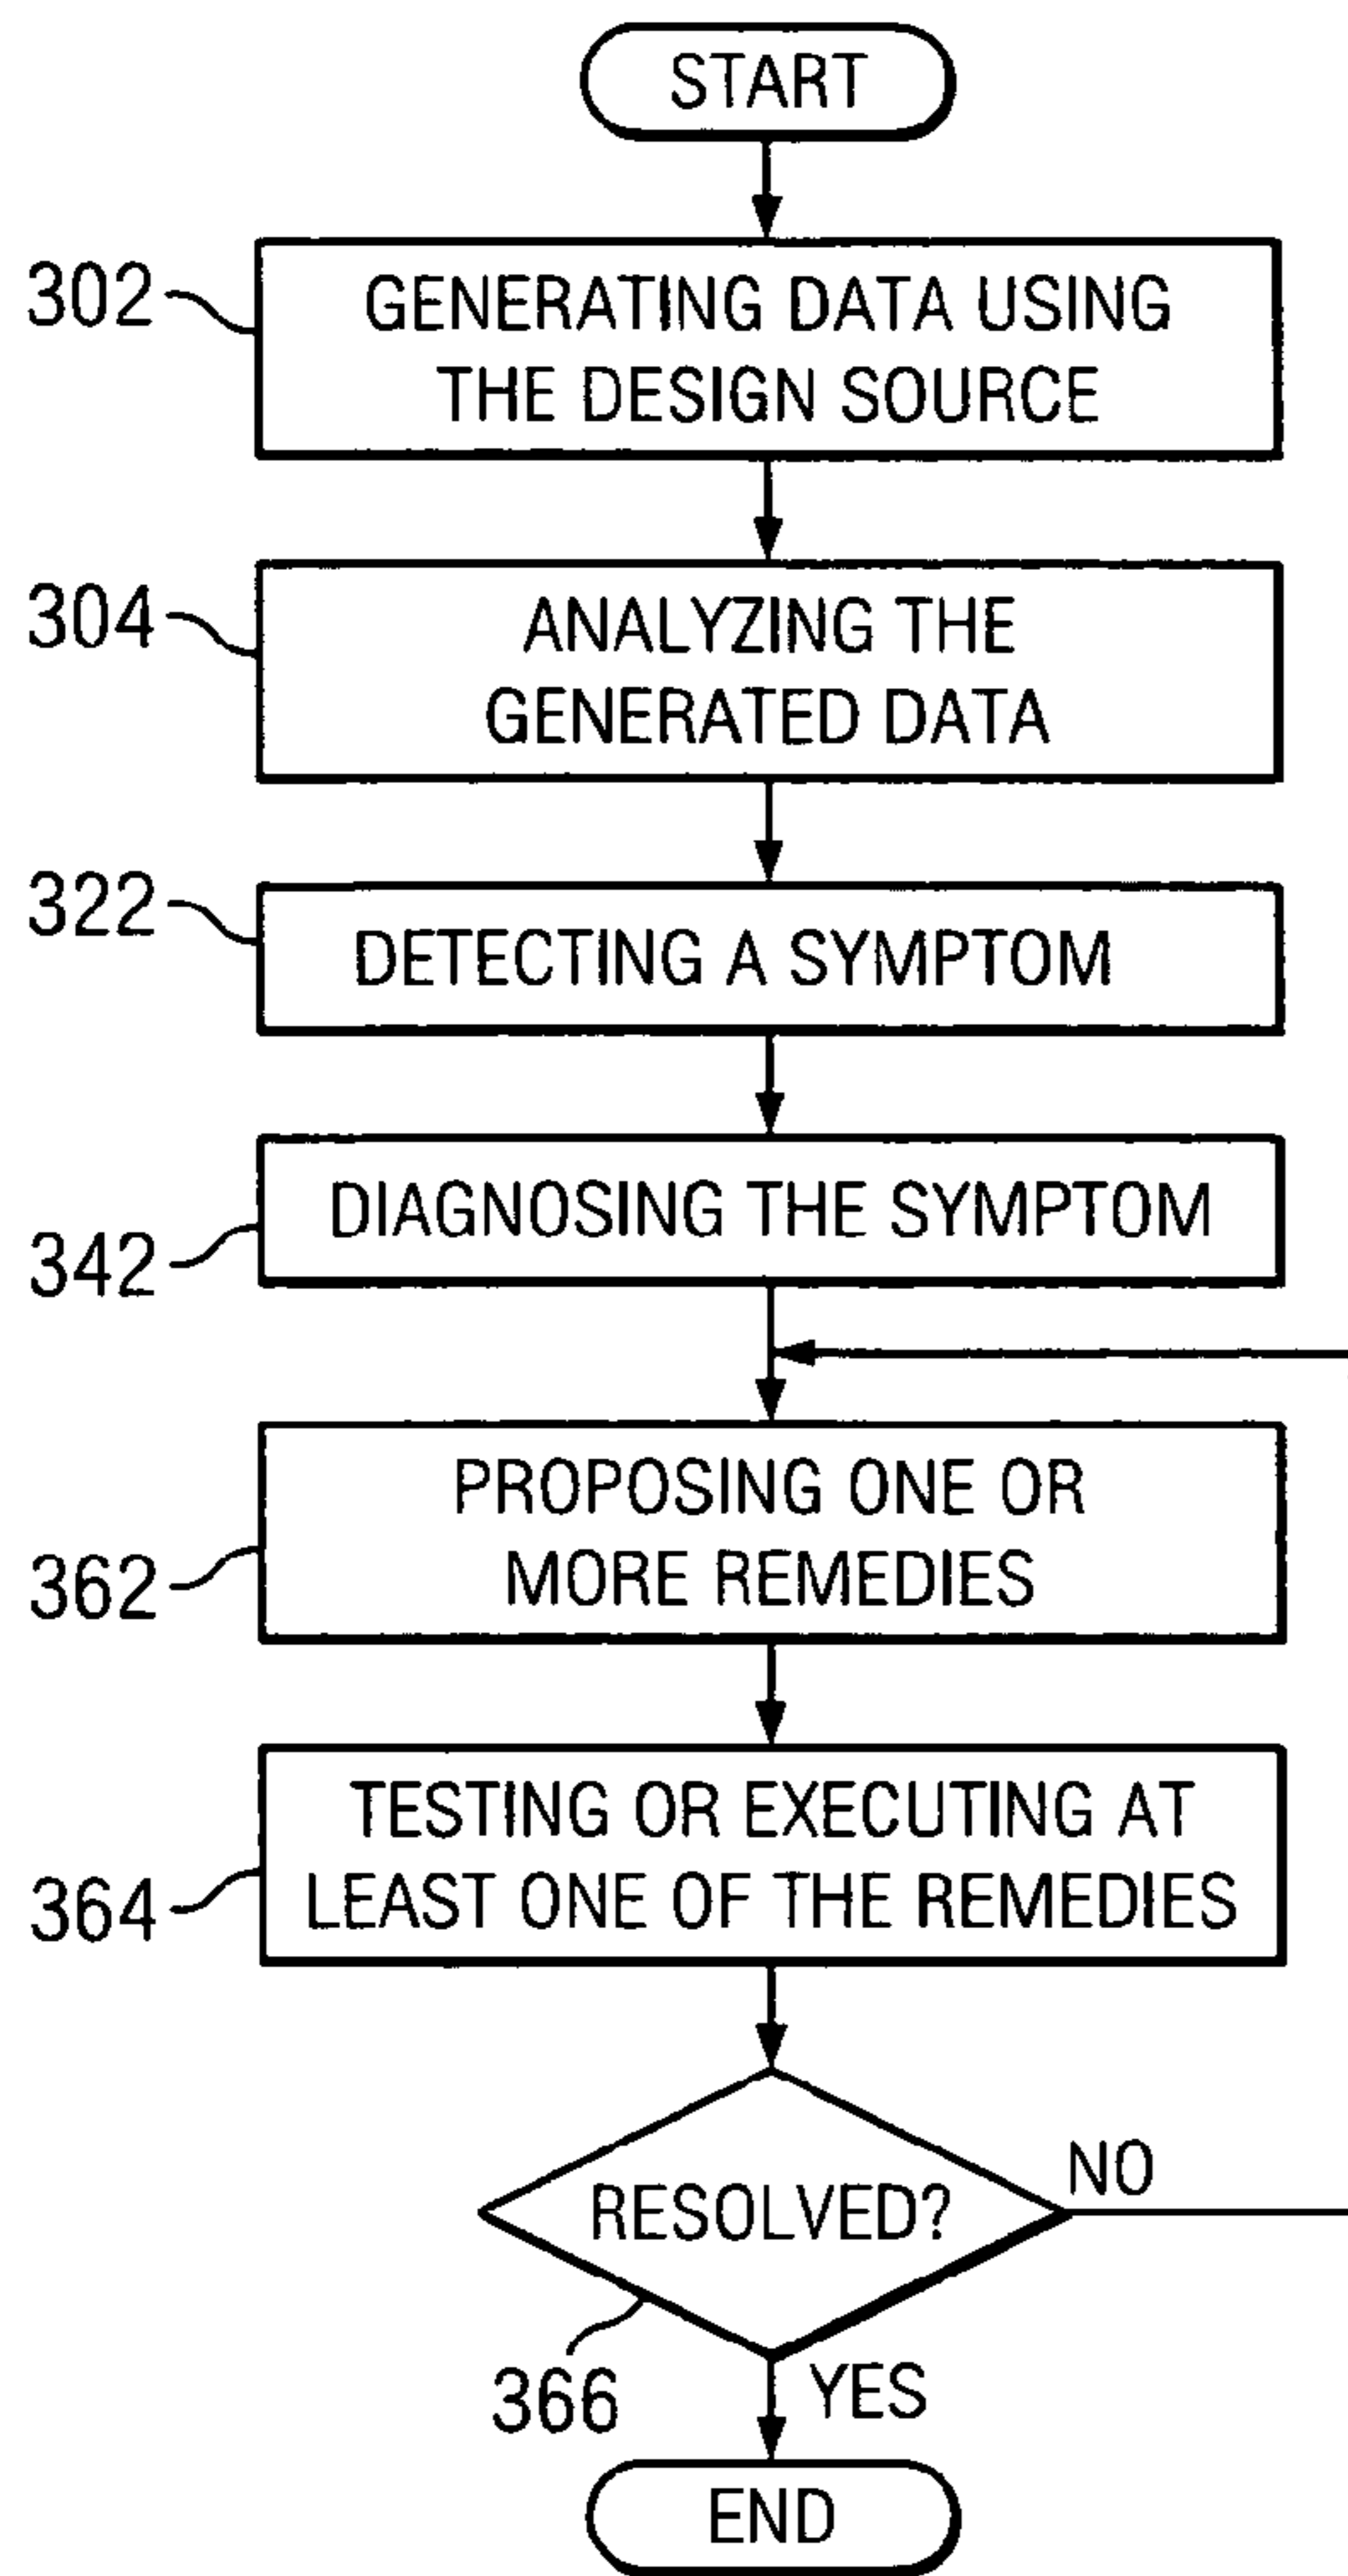 START
302
GENERATING DATA USING
THE DESIGN SOURCE
304
ANALYZING THE
GENERATED DATA
322
DETECTING A SYMPTOM
342
DIAGNOSING THE SYMPTOM
362
PROPOSING ONE OR
MORE REMEDIES
364
TESTING OR EXECUTING AT
LEAST ONE OF THE REMEDIES
RESOLVED?
NO
366
YES
END